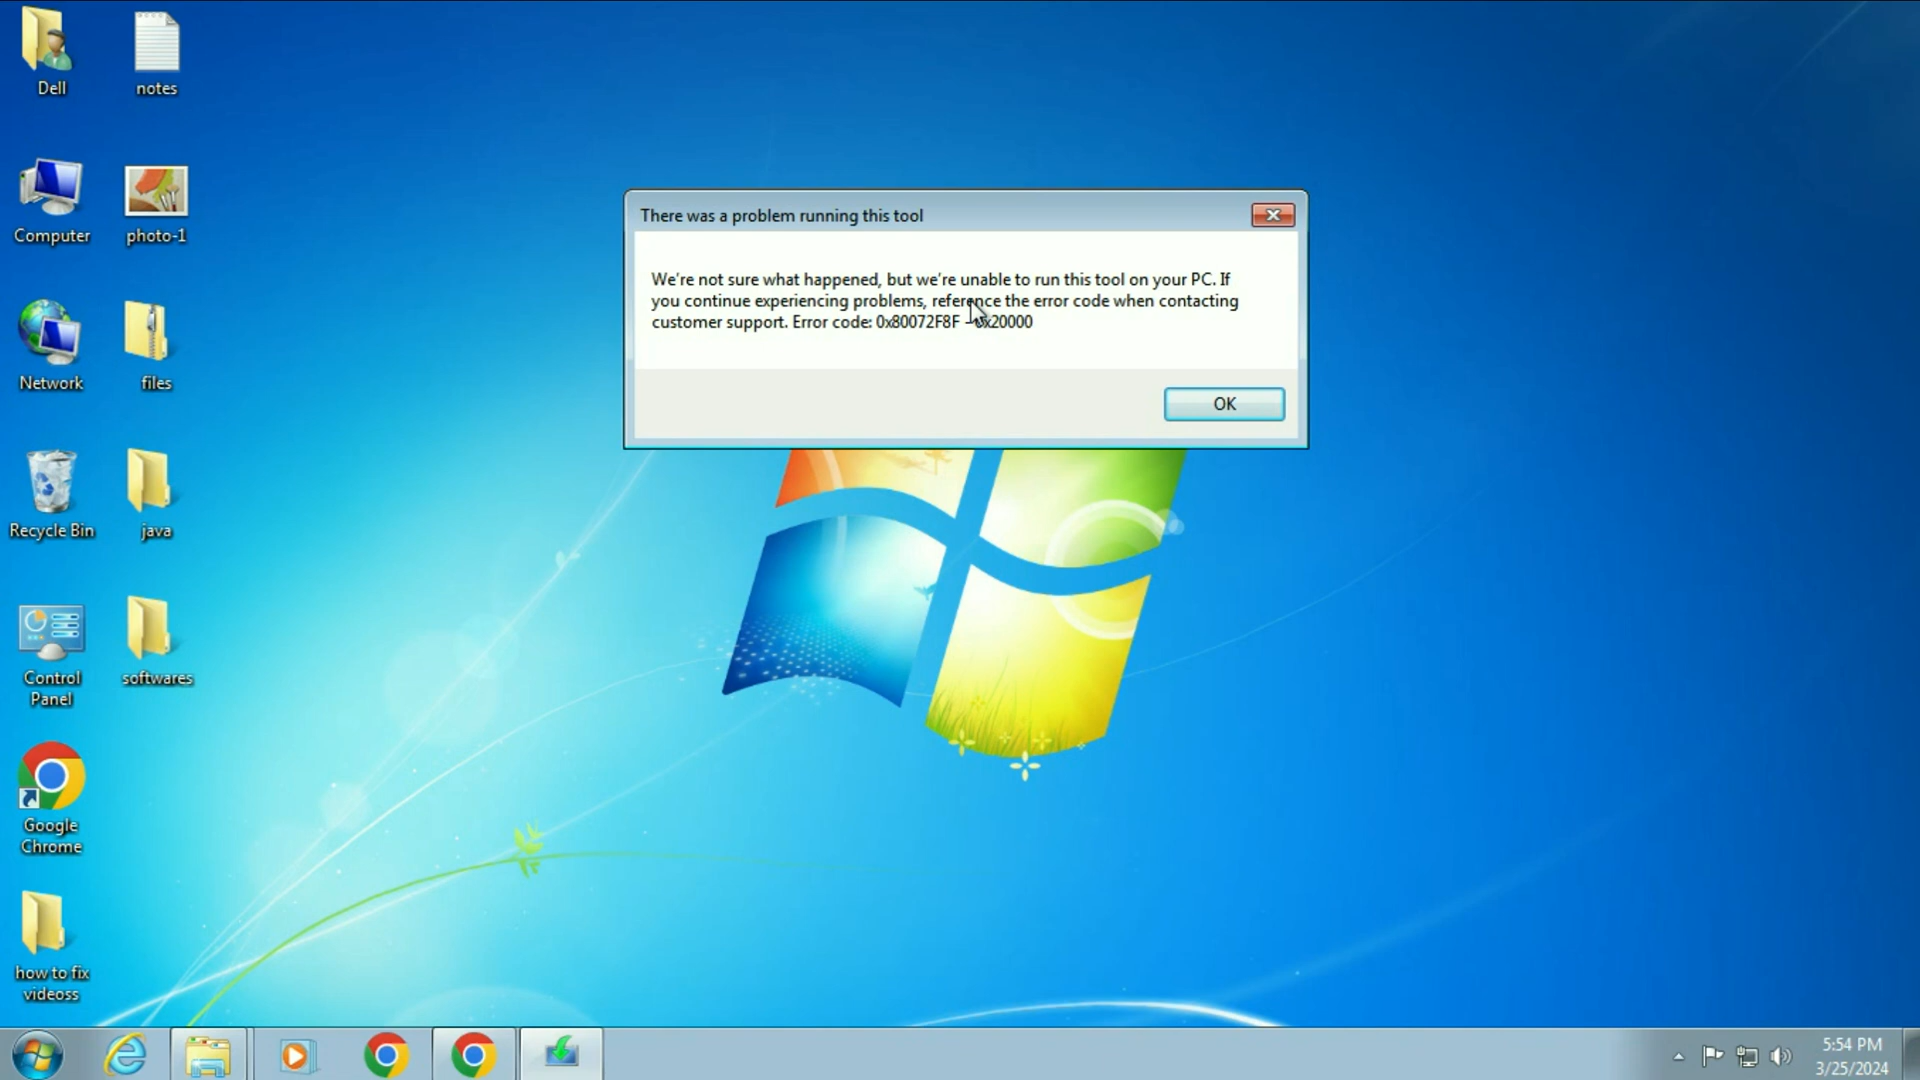 Dell
notes
Computer
photo-1
Network
files
Recycle Bin
java
Control
Panel
softwares
Google
Chrome
how to fix
videoss
There was a problem running this tool
We're not sure what happened, but we're unable to run this tool on your PC. If
you continue experiencing problems, reference the error code when contacting
customer support. Error code: 0x80072F8F - 0x20000
OK
5:54 PM
3/25/2024